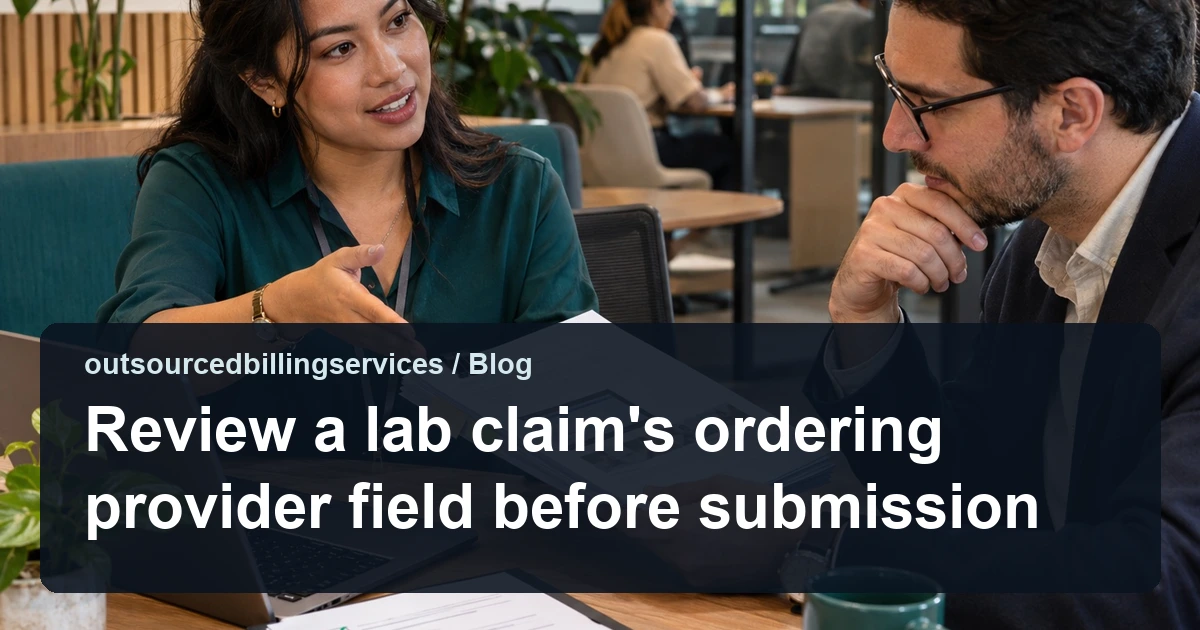 outsourcedbillingservices / Blog
Review a lab claim's ordering
provider field before submission